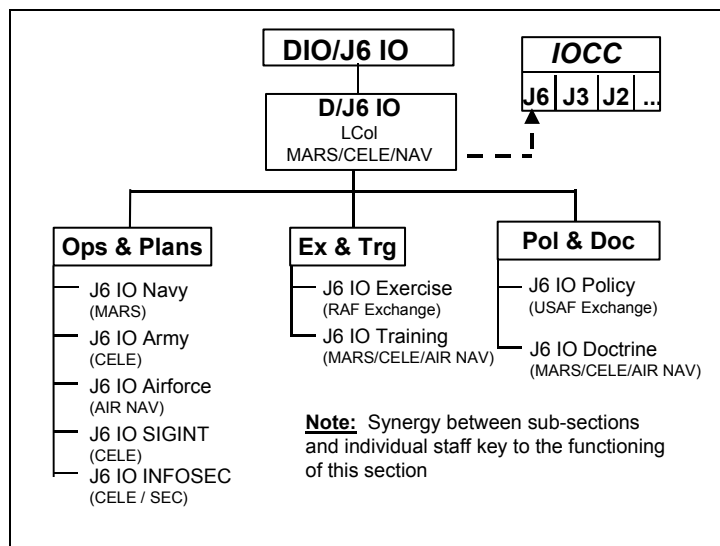 DIO/J6 IO
IOCC
J6 J3 J2 ...
D/J6 IO
LCol
MARS/CELE/NAV
Ops & Plans
J6 IO Navy
(MARS)
J6 IO Army
(CELE)
J6 IO Airforce
(AIR NAV)
J6 IO SIGINT
(CELE)
J6 IO INFOSEC
(CELE / SEC)
Ex & Trg
J6 IO Exercise
(RAF Exchange)
J6 IO Training
(MARS/CELE/AIR NAV)
Pol & Doc
J6 IO Policy
(USAF Exchange)
J6 IO Doctrine
(MARS/CELE/AIR NAV)
Note: Synergy between sub-sections
and individual staff key to the functioning
of this section